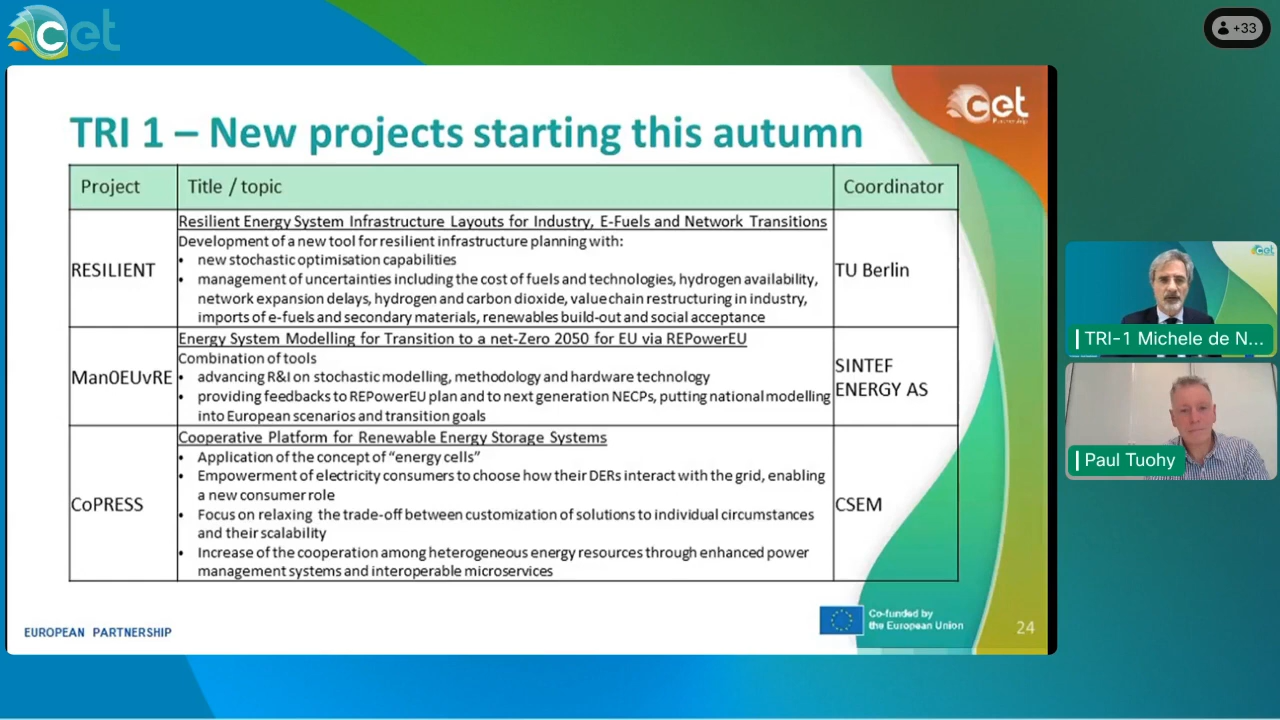 cet
+33
cet
Partnership
TRI 1 – New projects starting this autumn
Project
Title / topic
Coordinator
RESILIENT
Resilient Energy System Infrastructure Layouts for Industry, E-Fuels and Network Transitions
Development of a new tool for resilient infrastructure planning with:
• new stochastic optimisation capabilities
• management of uncertainties including the cost of fuels and technologies, hydrogen availability,
network expansion delays, hydrogen and carbon dioxide, value chain restructuring in industry,
imports of e-fuels and secondary materials, renewables build-out and social acceptance
TU Berlin
Man0EUvRE
Energy System Modelling for Transition to a net-Zero 2050 for EU via REPowerEU
Combination of tools
• advancing R&I on stochastic modelling, methodology and hardware technology
• providing feedbacks to REPowerEU plan and to next generation NECPs, putting national modelling
into European scenarios and transition goals
SINTEF
ENERGY AS
CoPRESS
Cooperative Platform for Renewable Energy Storage Systems
• Application of the concept of “energy cells”
• Empowerment of electricity consumers to choose how their DERs interact with the grid, enabling
a new consumer role
• Focus on relaxing the trade-off between customization of solutions to individual circumstances
and their scalability
• Increase of the cooperation among heterogeneous energy resources through enhanced power
management systems and interoperable microservices
CSEM
EUROPEAN PARTNERSHIP
Co-funded by
the European Union
24
cet
TRI-1 Michele de N...
Paul Tuohy